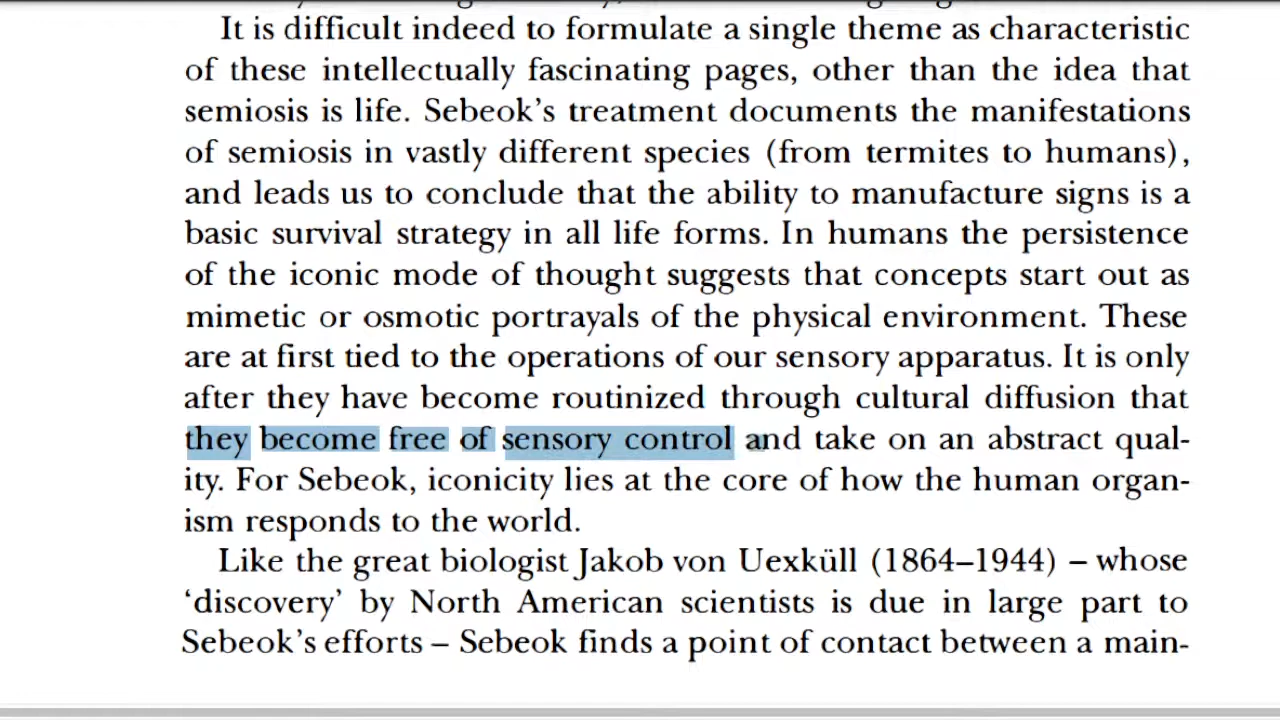 It is difficult indeed to formulate a single theme as characteristic
of these intellectually fascinating pages, other than the idea that
semiosis is life. Sebeok's treatment documents the manifestations
of semiosis in vastly different species (from termites to humans),
and leads us to conclude that the ability to manufacture signs is a
basic survival strategy in all life forms. In humans the persistence
of the iconic mode of thought suggests that concepts start out as
mimetic or osmotic portrayals of the physical environment. These
are at first tied to the operations of our sensory apparatus. It is only
after they have become routinized through cultural diffusion that
they become free of sensory control and take on an abstract qual-
ity. For Sebeok, iconicity lies at the core of how the human organ-
ism responds to the world.
Like the great biologist Jakob von Uexküll (1864–1944) – whose
‘discovery’ by North American scientists is due in large part to
Sebeok's efforts – Sebeok finds a point of contact between a main-